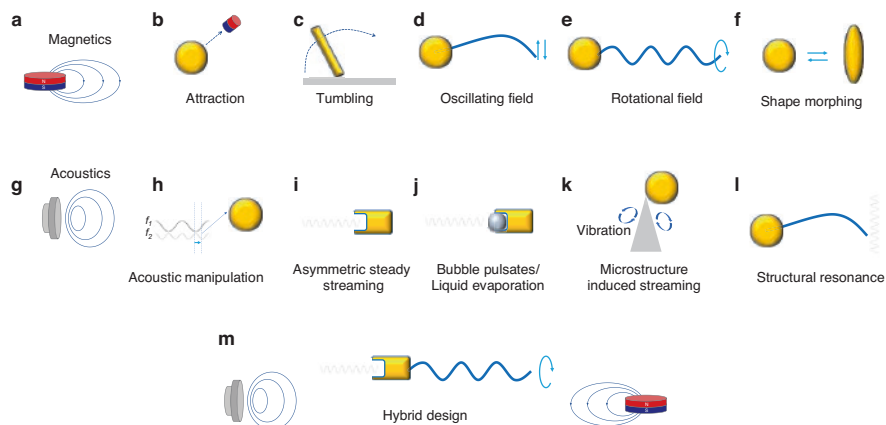 a
Magnetics
N
S
b
Attraction
c
Tumbling
d
Oscillating field
e
Rotational field
f
Shape morphing
g
Acoustics
h
f1
f2
Acoustic manipulation
i
Asymmetric steady
streaming
j
Bubble pulsates/
Liquid evaporation
k
Vibration
Microstructure
induced streaming
l
Structural resonance
m
Hybrid design
N
S